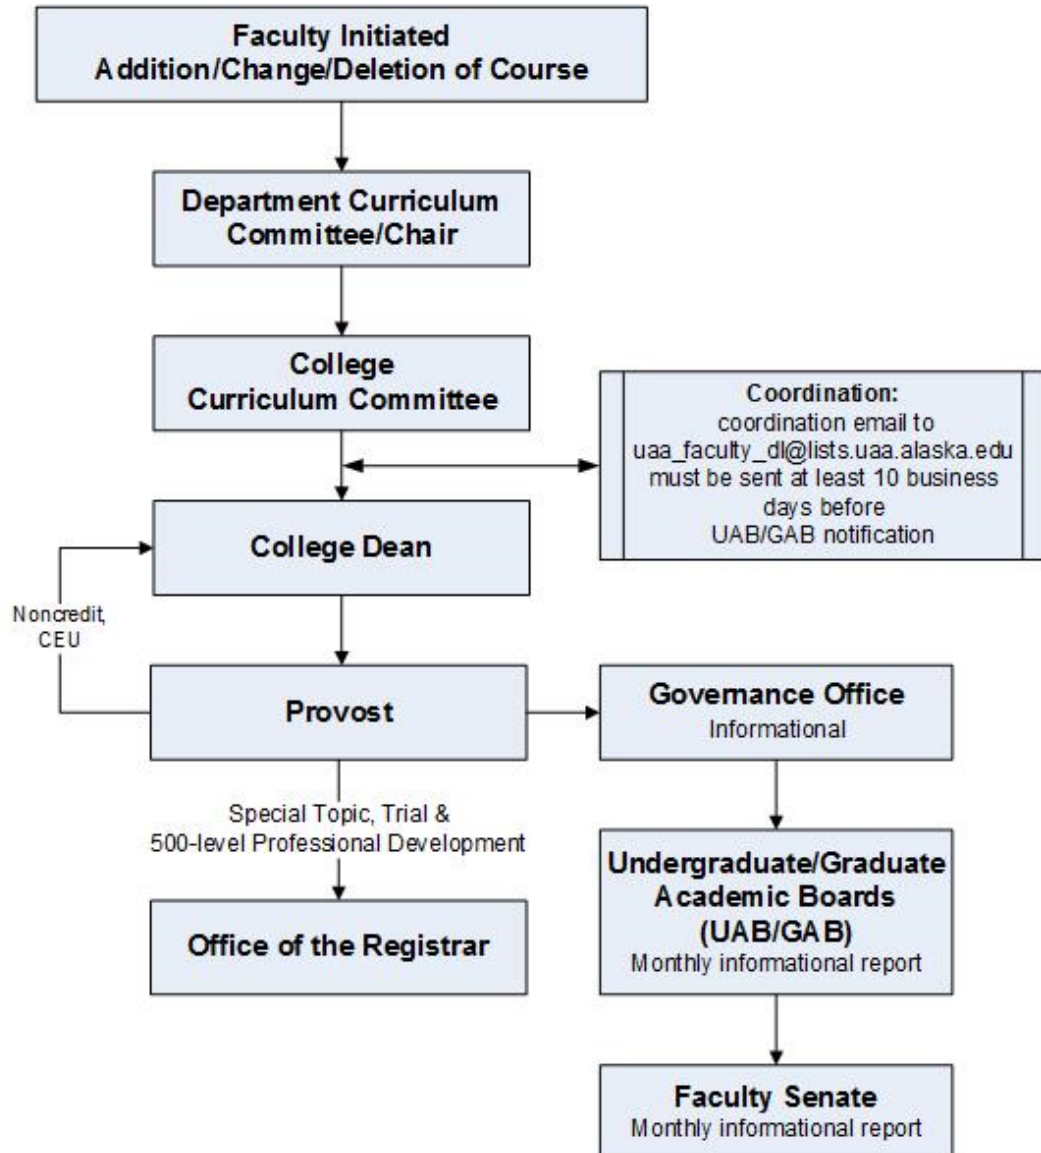 Faculty Initiated
Addition/Change/Deletion of Course
Department Curriculum
Committee/Chair
College
Curriculum Committee
Coordination:
coordination email to
uaa_faculty_dl@lists.uaa.alaska.edu
must be sent at least 10 business
days before
UAB/GAB notification
College Dean
Noncredit,
CEU
Provost
Governance Office
Informational
Special Topic, Trial &
500-level Professional Development
Undergraduate/Graduate
Academic Boards
(UAB/GAB)
Monthly informational report
Office of the Registrar
Faculty Senate
Monthly informational report